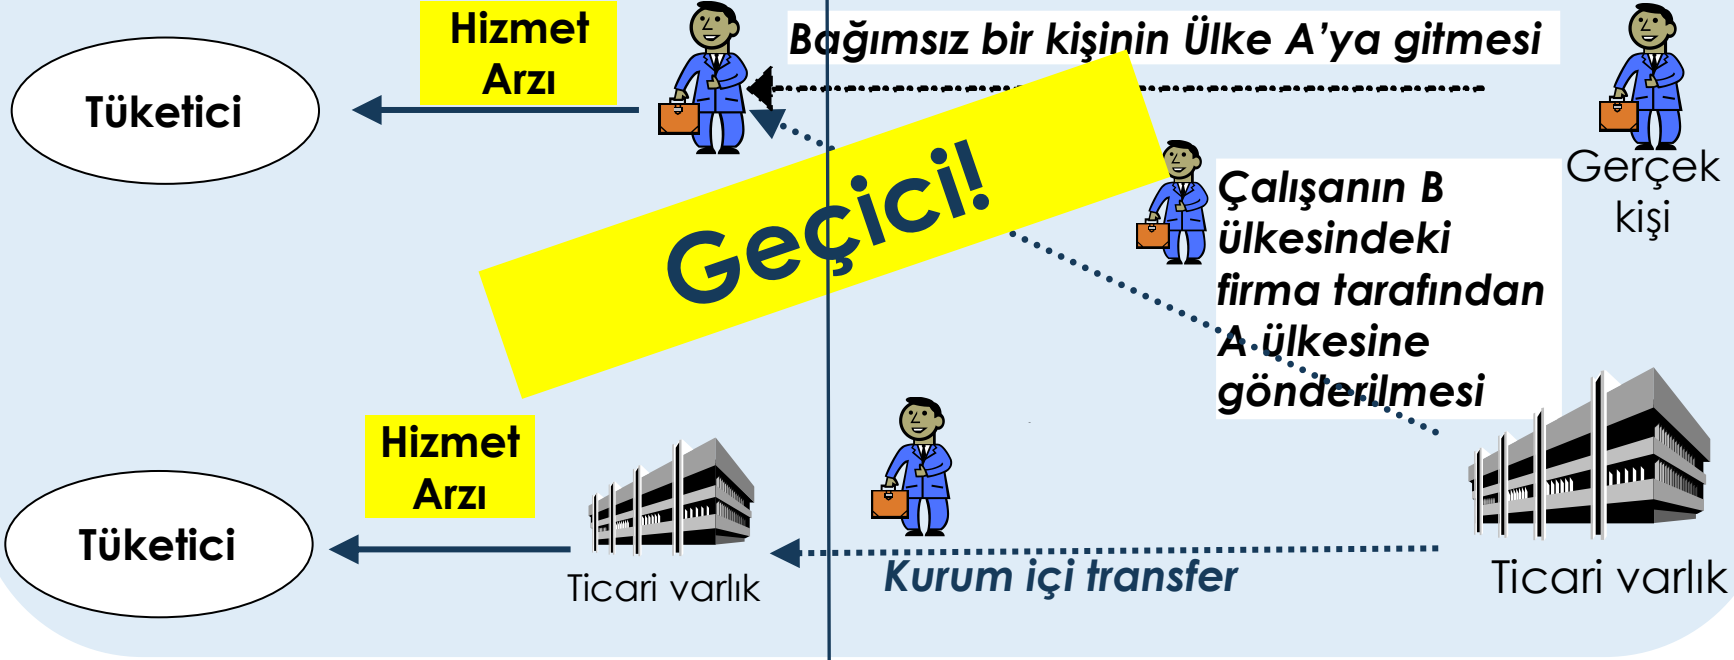 Hizmet
Arzı
Bağımsız bir kişinin Ülke A’ya gitmesi
Tüketici
Gerçek
kişi
Geçici!
Çalışanın B
ülkesindeki
firma tarafından
A ülkesine
gönderilmesi
Hizmet
Arzı
Tüketici
Ticari varlık
Kurum içi transfer
Ticari varlık